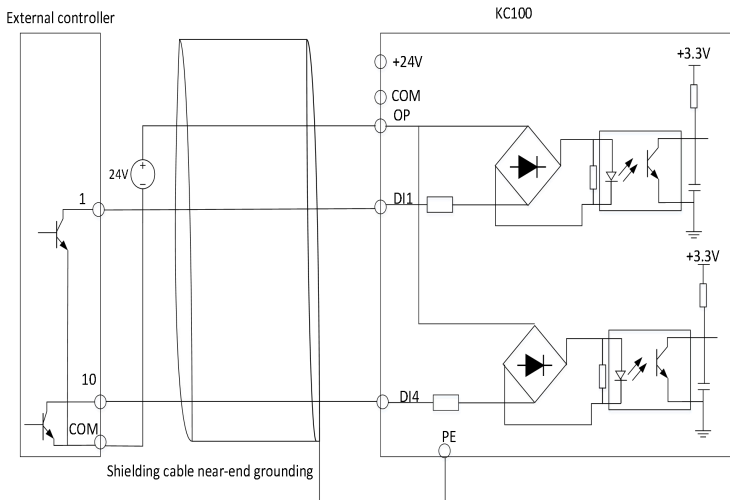 External controller
KC100
+24V
+3.3V
COM
OP
24V
+
−
1
DI1
+3.3V
10
DI4
COM
PE
Shielding cable near-end grounding